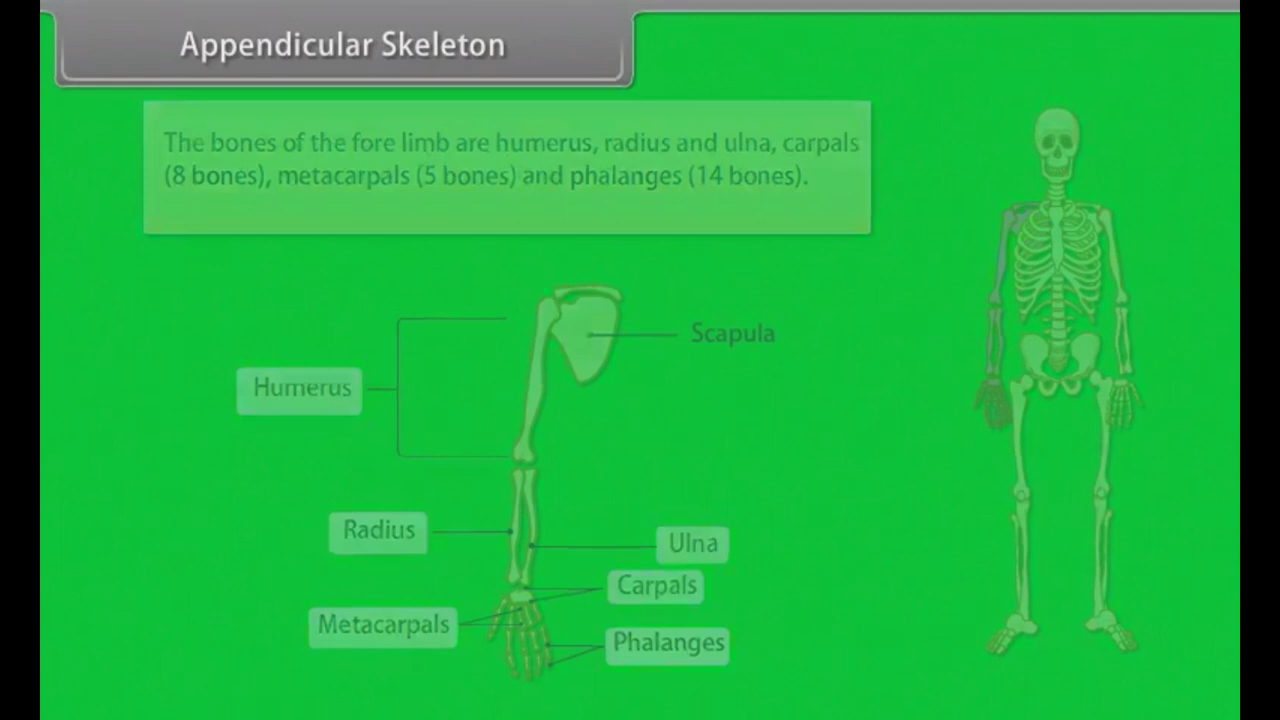 Appendicular Skeleton
The bones of the fore limb are humerus, radius and ulna, carpals
(8 bones), metacarpals (5 bones) and phalanges (14 bones).
Scapula
Humerus
Radius
Ulna
Carpals
Metacarpals
Phalanges